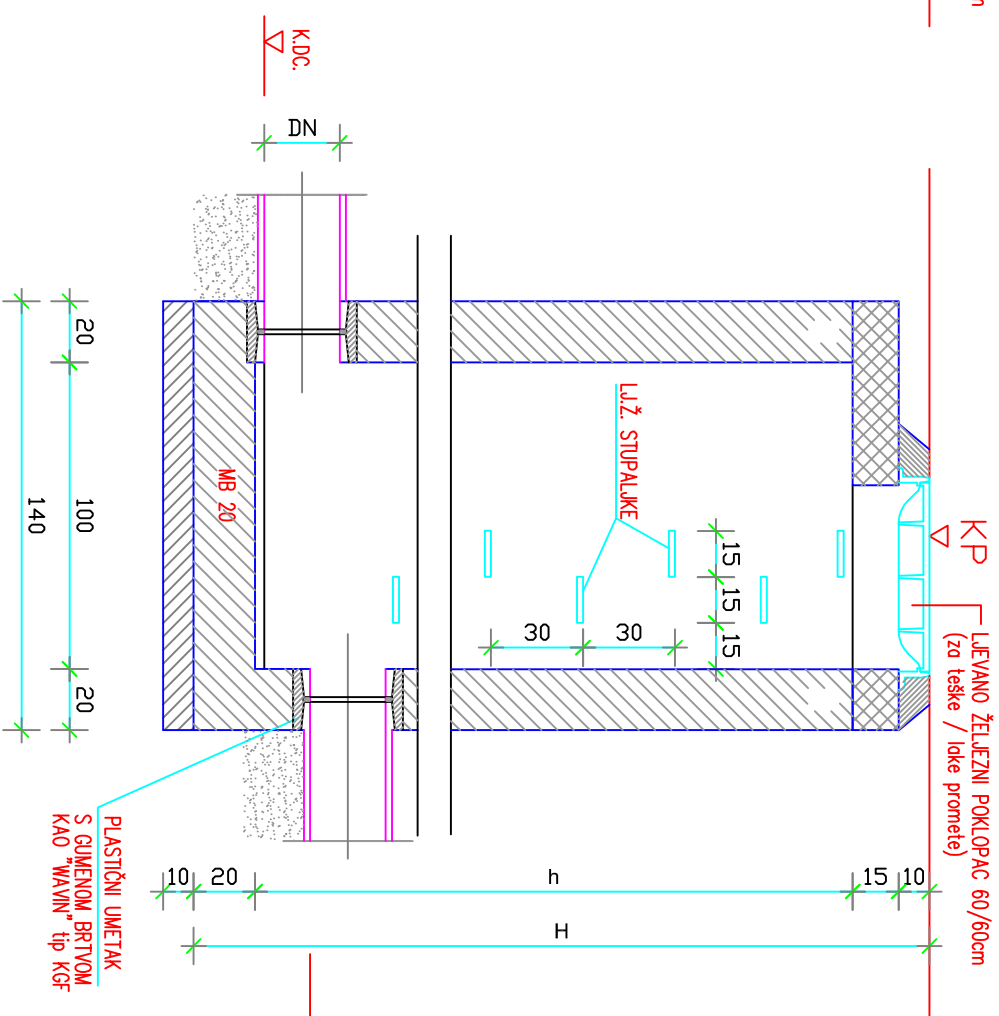 KP
LJEVANO ŽELJEZNI POKLOPAC 60/60cm
(za teške / lake promete)
LJ.Ž. STUPALJKE
15
15
15
30
30
10
15
h
20
10
H
K.DC.
DN
MB 20
20
100
20
140
PLASTIČNI UMETAK
S GUMENOM BRTVOM
KAO "WAVIN" tip KGF